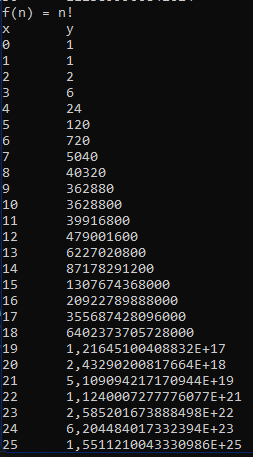 f(n) = n!
x y
0 1
1 1
2 2
3 6
4 24
5 120
6 720
7 5040
8 40320
9 362880
10 3628800
11 39916800
12 479001600
13 6227020800
14 87178291200
15 1307674368000
16 20922789888000
17 355687428096000
18 6402373705728000
19 1,21645100408832E+17
20 2,43290200817664E+18
21 5,109094217170944E+19
22 1,1240007277776077E+21
23 2,585201673888498E+22
24 6,204484017332394E+23
25 1,5511210043330986E+25